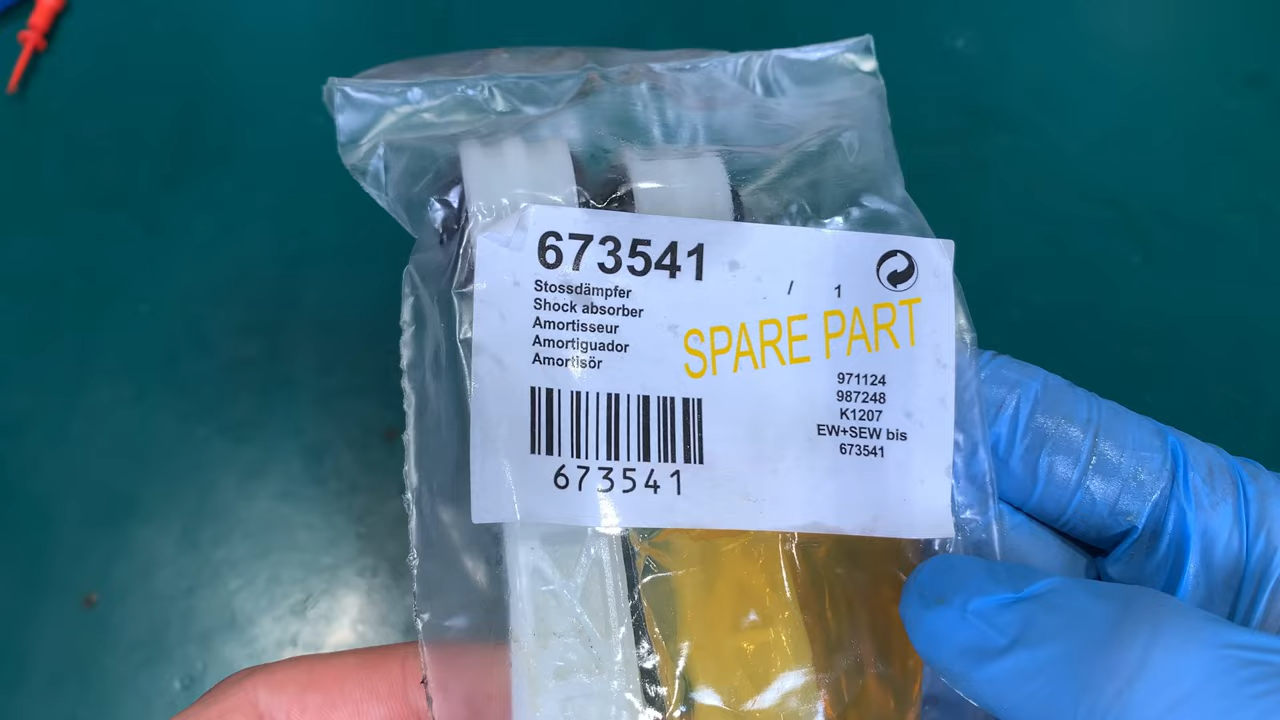 673541
Stossdämpfer
Shock absorber
Amortisseur
Amortiguador
Amortisör
/ 1
SPARE PART
971124
987248
K1207
EW+SEW bis
673541
673541